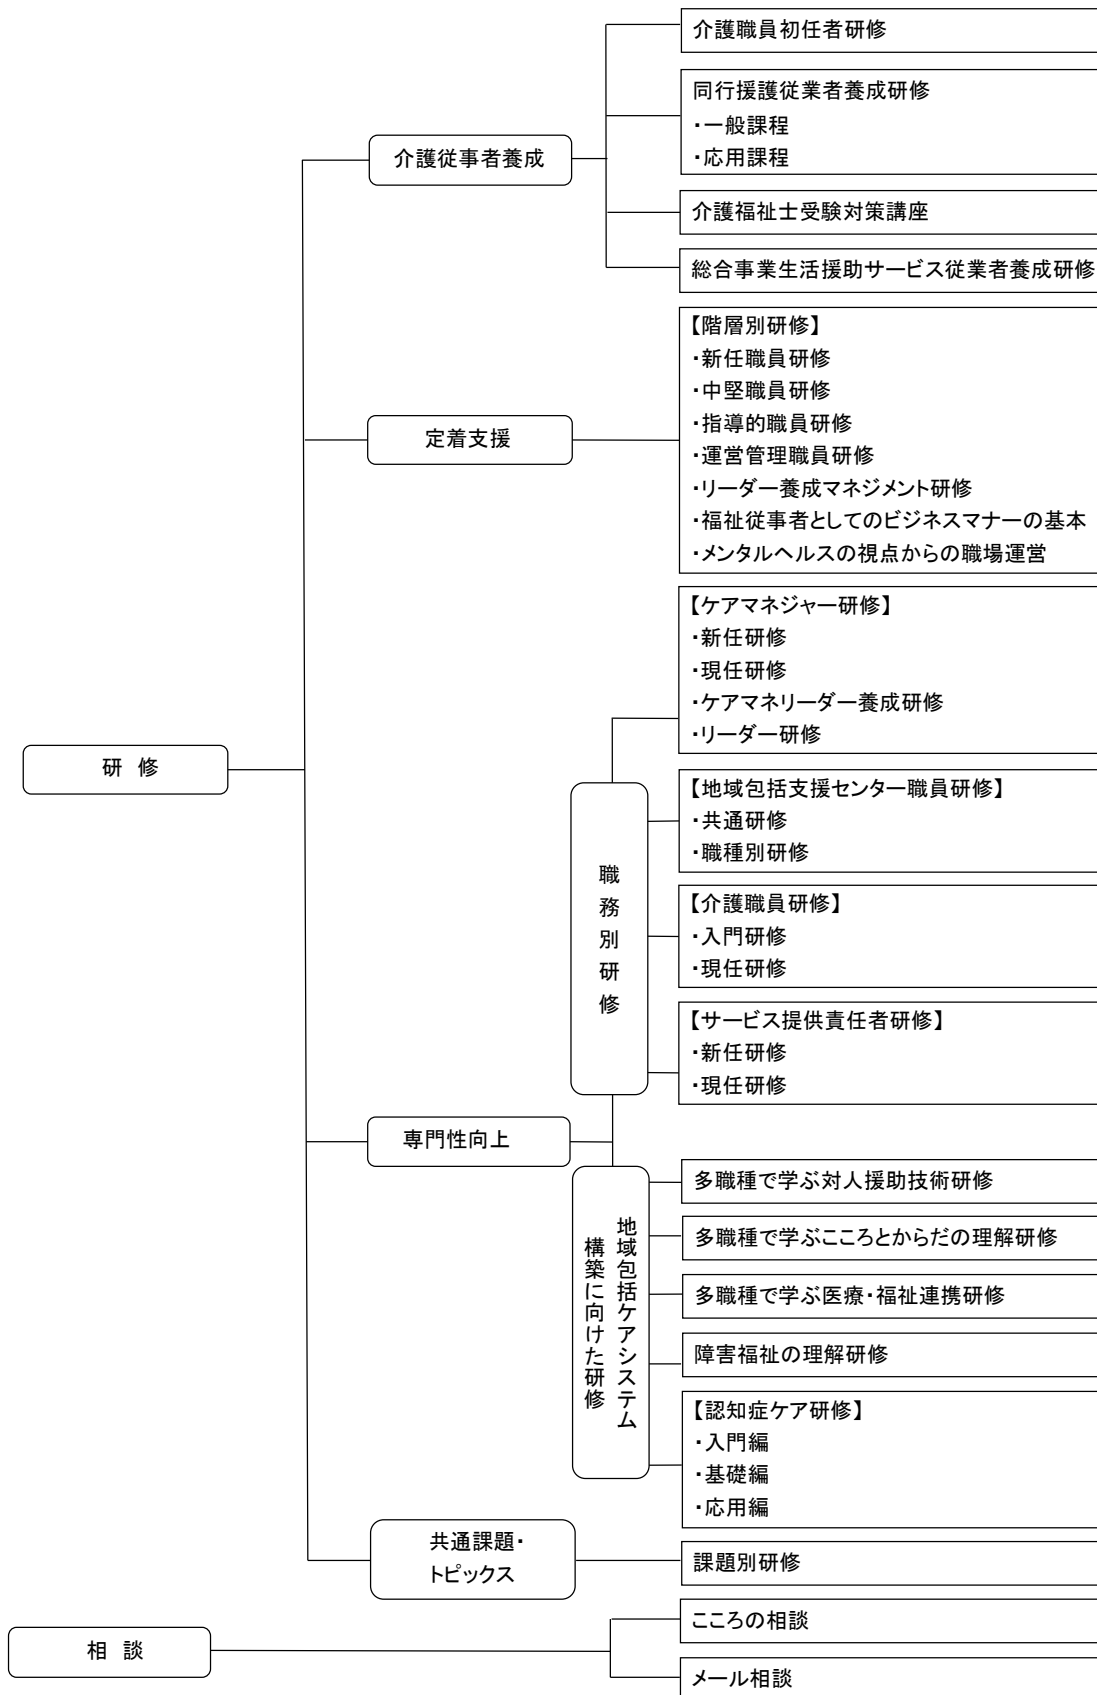 研 修
介護従事者養成
介護職員初任者研修
同行援護従業者養成研修
・一般課程
・応用課程
介護福祉士受験対策講座
総合事業生活援助サービス従業者養成研修
定着支援
【階層別研修】
・新任職員研修
・中堅職員研修
・指導的職員研修
・運営管理職員研修
・リーダー養成マネジメント研修
・福祉従事者としてのビジネスマナーの基本
・メンタルヘルスの視点からの職場運営
専門性向上
職務別研修
【ケアマネジャー研修】
・新任研修
・現任研修
・ケアマネリーダー養成研修
・リーダー研修
【地域包括支援センター職員研修】
・共通研修
・職種別研修
【介護職員研修】
・入門研修
・現任研修
【サービス提供責任者研修】
・新任研修
・現任研修
地域包括ケアシステム
構築に向けた研修
多職種で学ぶ対人援助技術研修
多職種で学ぶこころとからだの理解研修
多職種で学ぶ医療・福祉連携研修
障害福祉の理解研修
【認知症ケア研修】
・入門編
・基礎編
・応用編
共通課題・
トピックス
課題別研修
相 談
こころの相談
メール相談